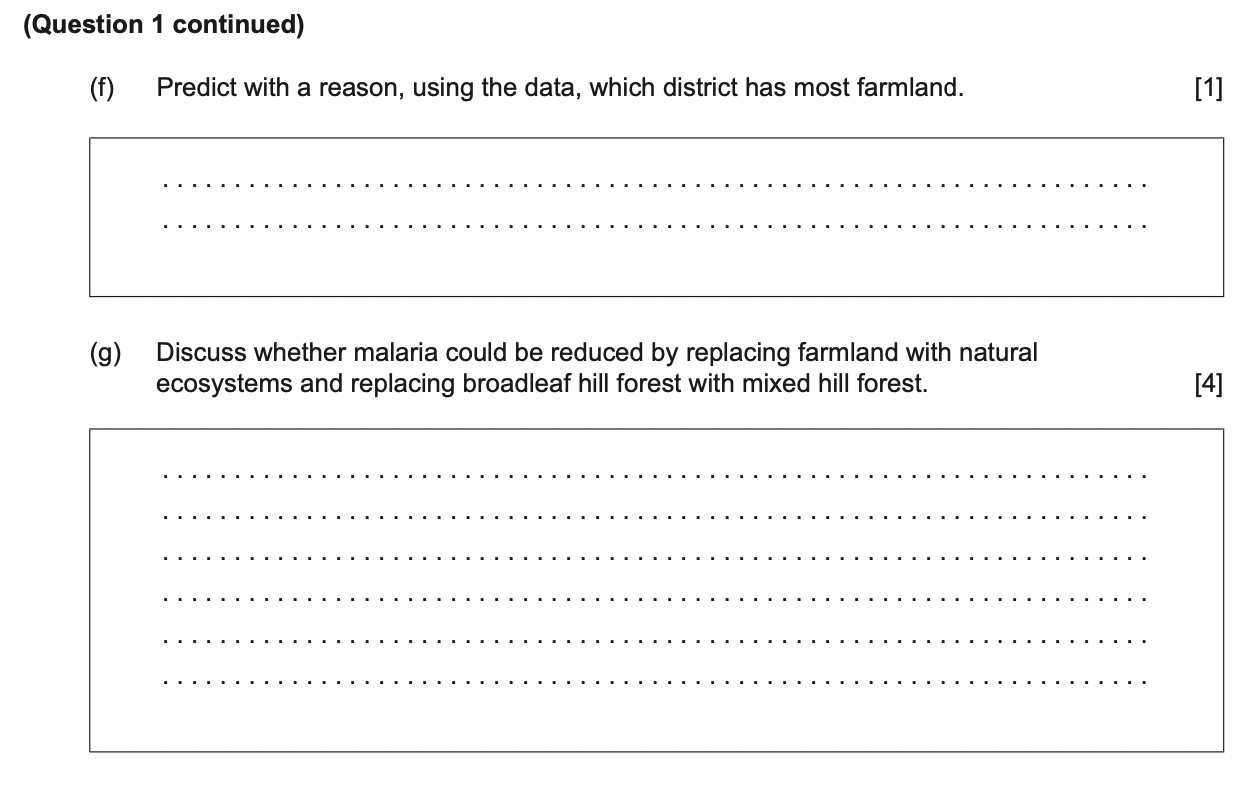 (Question 1 continued)
(f) Predict with a reason, using the data, which district has most farmland. [1]
(g) Discuss whether malaria could be reduced by replacing farmland with natural
ecosystems and replacing broadleaf hill forest with mixed hill forest. [4]